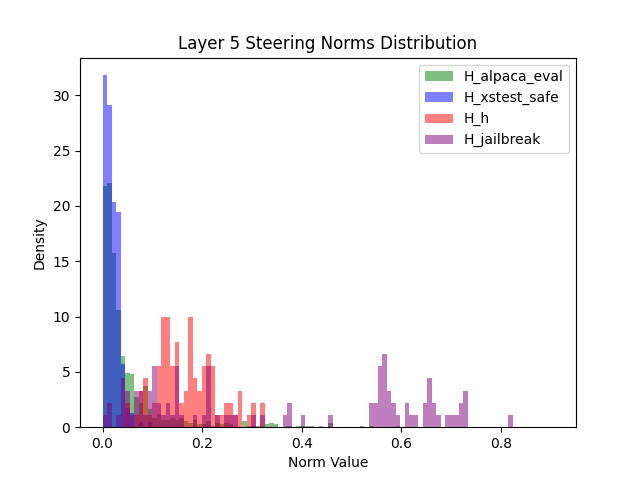 Layer 5 Steering Norms Distribution
H_alpaca_eval
H_xstest_safe
H_h
H_jailbreak
Density
30
25
20
15
10
5
0
0.0 0.2 0.4 0.6 0.8
Norm Value